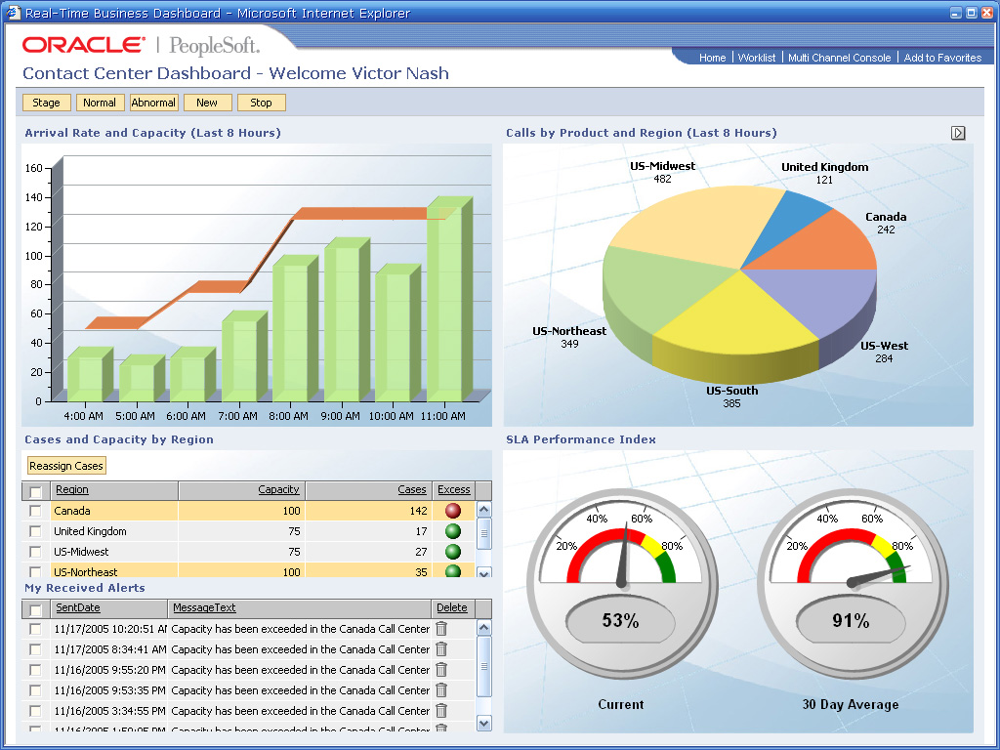 Real-Time Business Dashboard - Microsoft Internet Explorer
ORACLE® | PeopleSoft.
Home | Worklist | Multi Channel Console | Add to Favorites
Contact Center Dashboard - Welcome Victor Nash
Stage Normal Abnormal New Stop
Arrival Rate and Capacity (Last 8 Hours)
160
140
120
100
80
60
40
20
0
4:00 AM 5:00 AM 6:00 AM 7:00 AM 8:00 AM 9:00 AM 10:00 AM 11:00 AM
Calls by Product and Region (Last 8 Hours)
US-Midwest
482
United Kingdom
121
Canada
242
US-Northeast
349
US-West
284
US-South
385
Cases and Capacity by Region
Reassign Cases
Region Capacity Cases Excess
Canada 100 142
United Kingdom 75 17
US-Midwest 75 27
US-Northeast 100 35
My Received Alerts
SentDate MessageText Delete
11/17/2005 10:20:51 AM Capacity has been exceeded in the Canada Call Center
11/17/2005 8:34:41 AM Capacity has been exceeded in the Canada Call Center
11/16/2005 9:55:20 PM Capacity has been exceeded in the Canada Call Center
11/16/2005 9:53:35 PM Capacity has been exceeded in the Canada Call Center
11/16/2005 3:34:55 PM Capacity has been exceeded in the Canada Call Center
Capacity has been exceeded in the Canada Call Center
SLA Performance Index
20% 40% 60% 80%
53%
Current
20% 40% 60% 80%
91%
30 Day Average